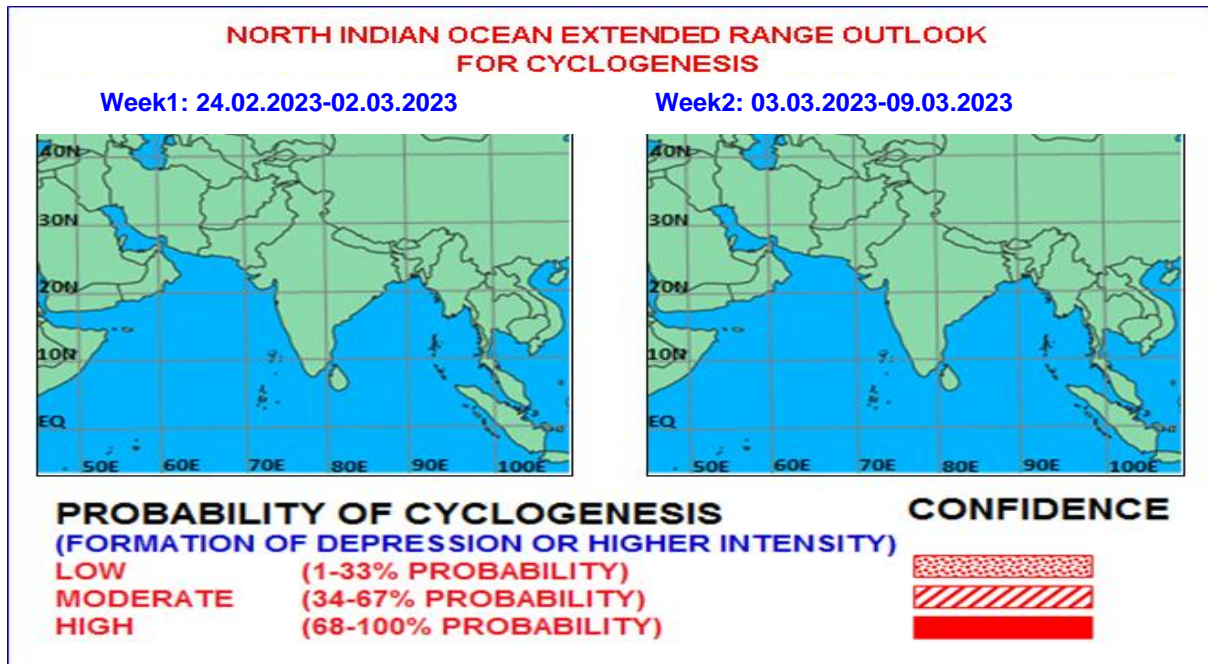 NORTH INDIAN OCEAN EXTENDED RANGE OUTLOOK
FOR CYCLOGENESIS
Week1: 24.02.2023-02.03.2023
Week2: 03.03.2023-09.03.2023
40N
30N
20N
10N
EQ
50E 60E 70E 80E 90E 100E
40N
30N
20N
10N
EQ
50E 60E 70E 80E 90E 100E
PROBABILITY OF CYCLOGENESIS
CONFIDENCE
(FORMATION OF DEPRESSION OR HIGHER INTENSITY)
LOW (1-33% PROBABILITY)
MODERATE (34-67% PROBABILITY)
HIGH (68-100% PROBABILITY)